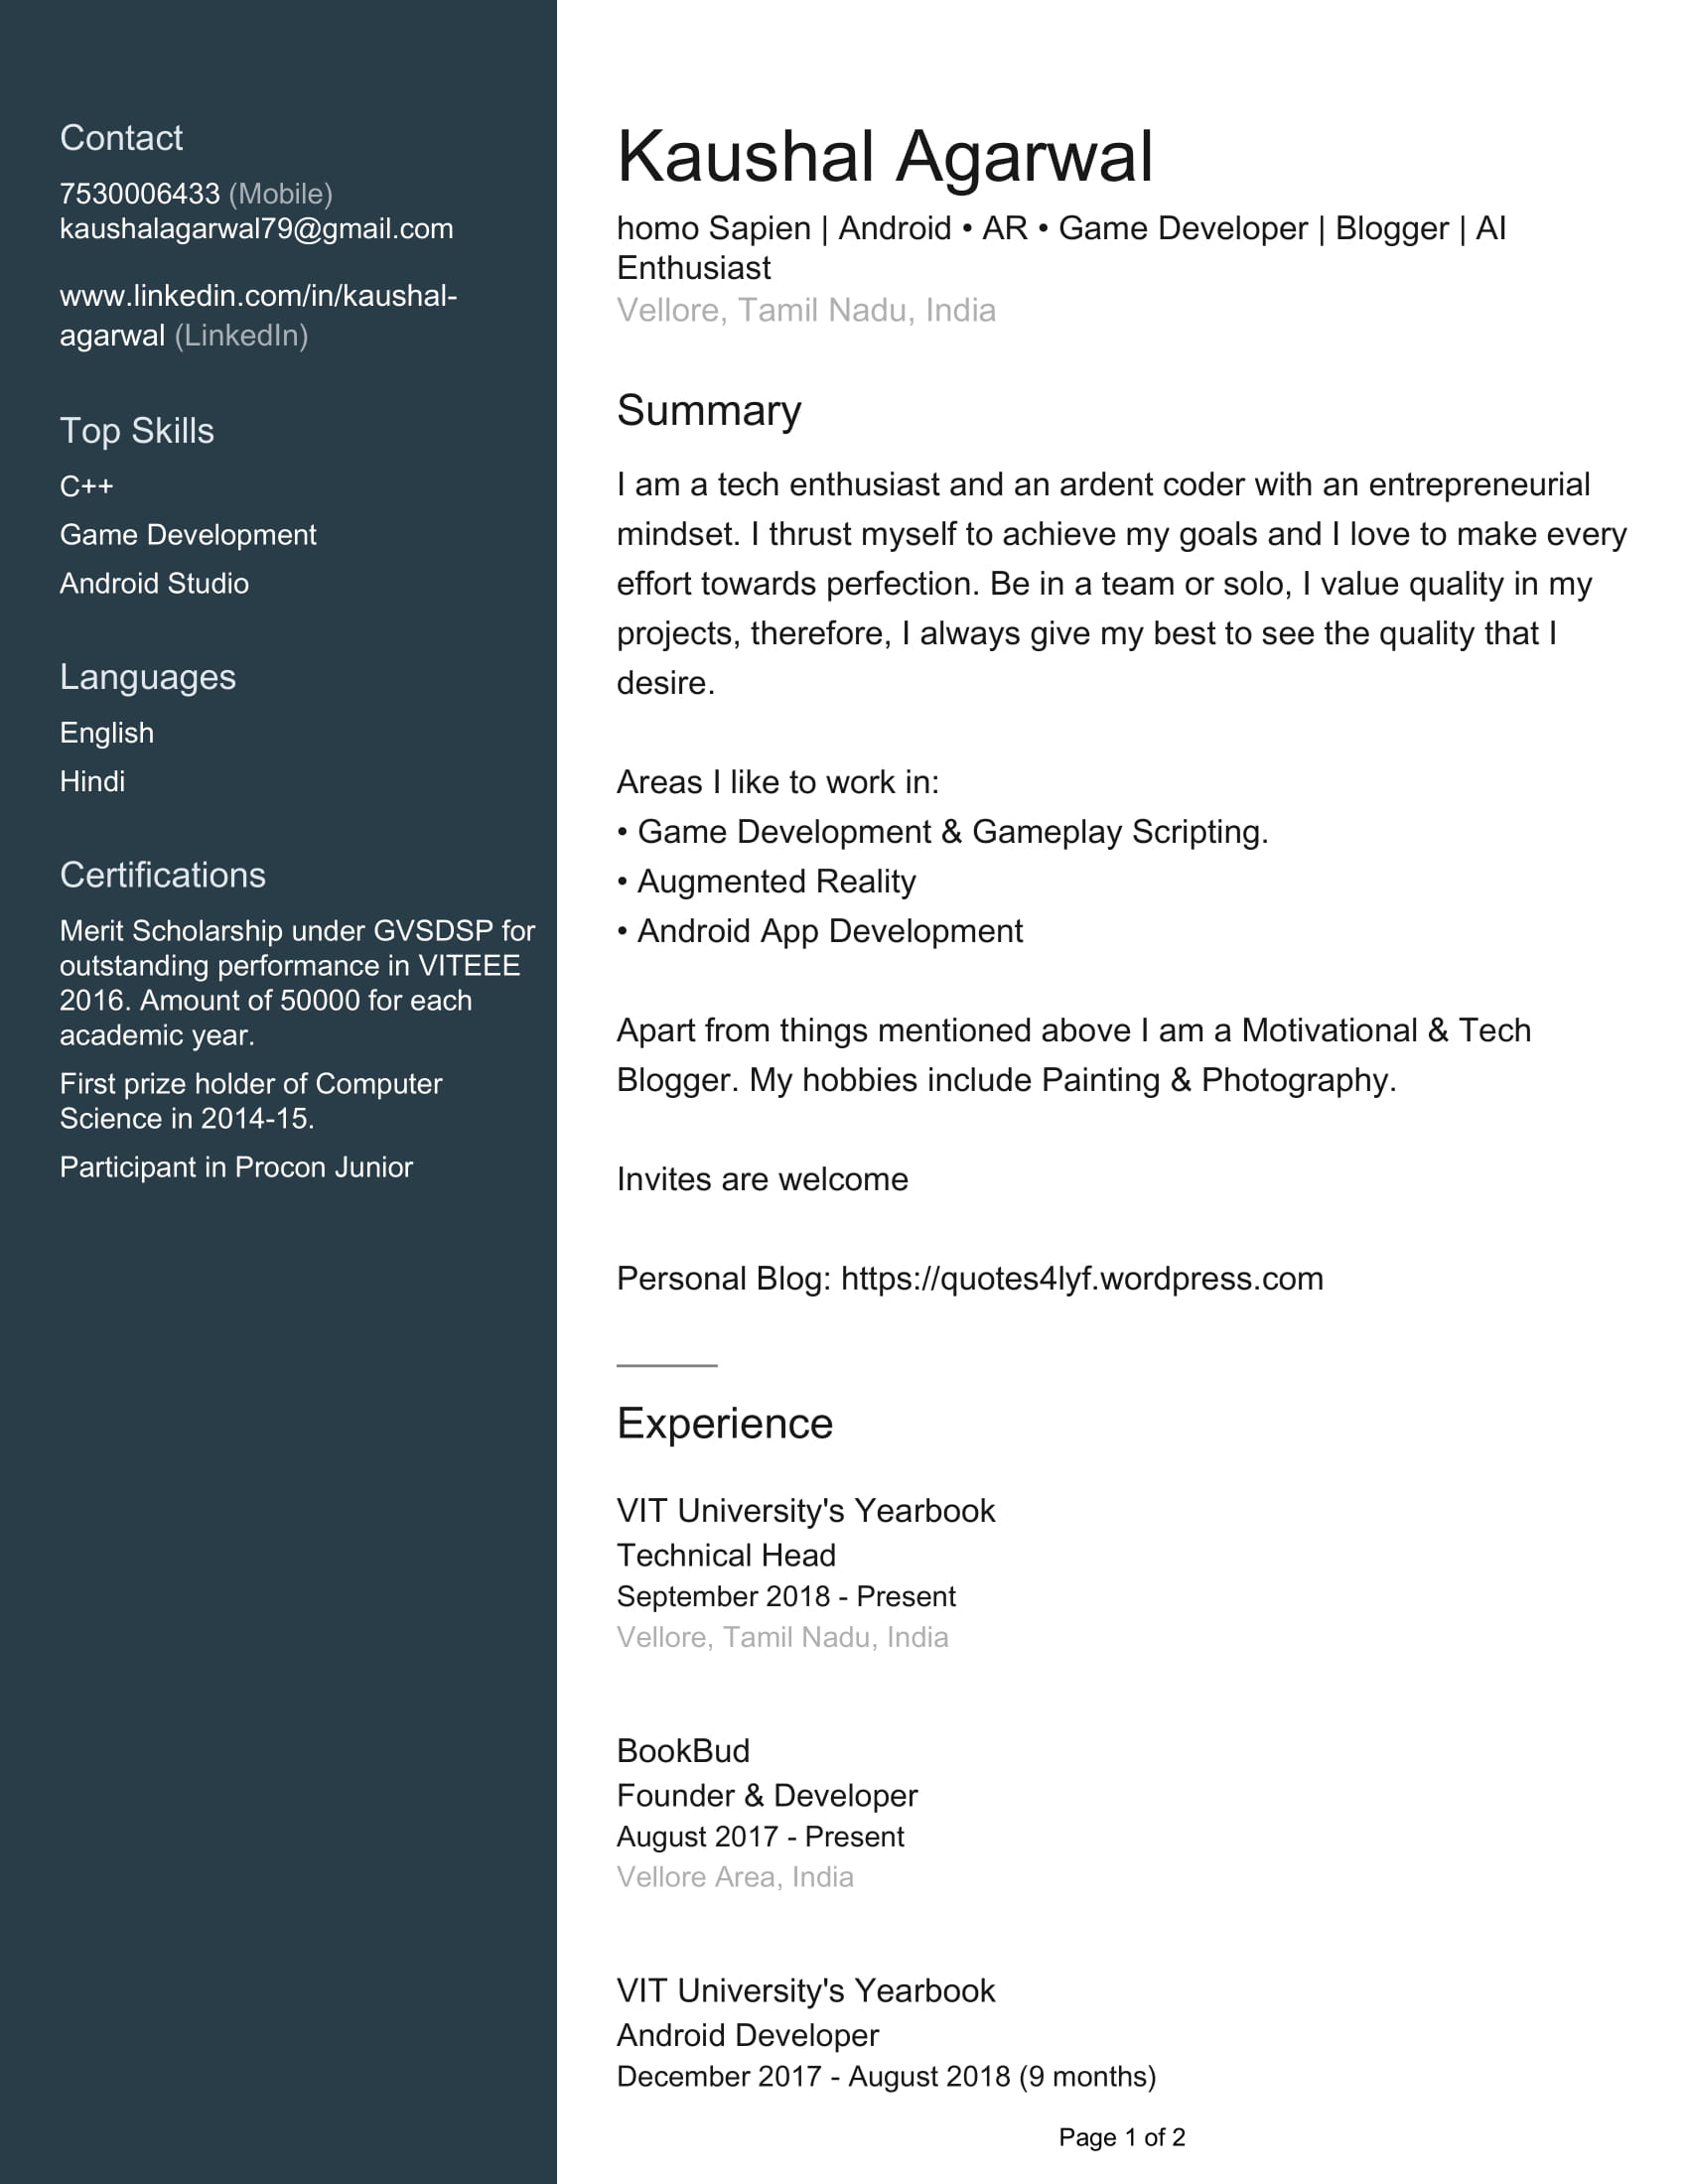 Contact
7530006433 (Mobile)
kaushalagarwal79@gmail.com
www.linkedin.com/in/kaushal-
agarwal (LinkedIn)
Top Skills
C++
Game Development
Android Studio
Languages
English
Hindi
Certifications
Merit Scholarship under GVSDSP for
outstanding performance in VITEEE
2016. Amount of 50000 for each
academic year.
First prize holder of Computer
Science in 2014-15.
Participant in Procon Junior
Kaushal Agarwal
homo Sapien | Android • AR • Game Developer | Blogger | AI
Enthusiast
Vellore, Tamil Nadu, India
Summary
I am a tech enthusiast and an ardent coder with an entrepreneurial
mindset. I thrust myself to achieve my goals and I love to make every
effort towards perfection. Be in a team or solo, I value quality in my
projects, therefore, I always give my best to see the quality that I
desire.
Areas I like to work in:
• Game Development & Gameplay Scripting.
• Augmented Reality
• Android App Development
Apart from things mentioned above I am a Motivational & Tech
Blogger. My hobbies include Painting & Photography.
Invites are welcome
Personal Blog: https://quotes4lyf.wordpress.com
Experience
VIT University's Yearbook
Technical Head
September 2018 - Present
Vellore, Tamil Nadu, India
BookBud
Founder & Developer
August 2017 - Present
Vellore Area, India
VIT University's Yearbook
Android Developer
December 2017 - August 2018 (9 months)
Page 1 of 2